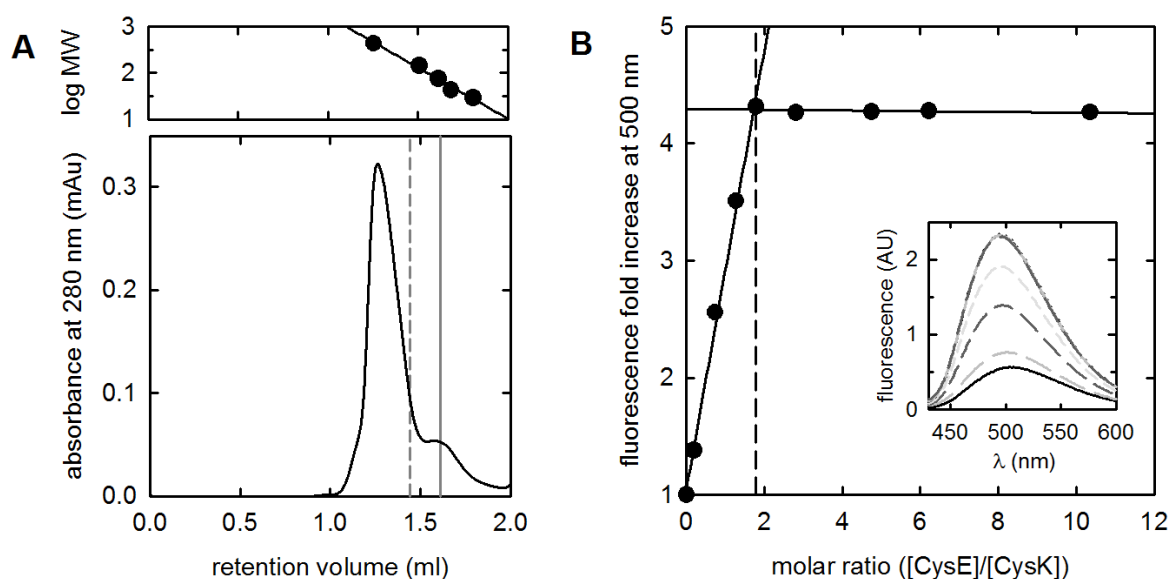 A
log MW
3
2
1
absorbance at 280 nm (mAu)
0.3
0.2
0.1
0.0
0.0 0.5 1.0 1.5 2.0
retention volume (ml)
B
fluorescence fold increase at 500 nm
5
4
3
2
1
0 2 4 6 8 10 12
molar ratio ([CysE]/[CysK])
fluorescence (AU)
2
1
0
450 500 550 600
λ (nm)